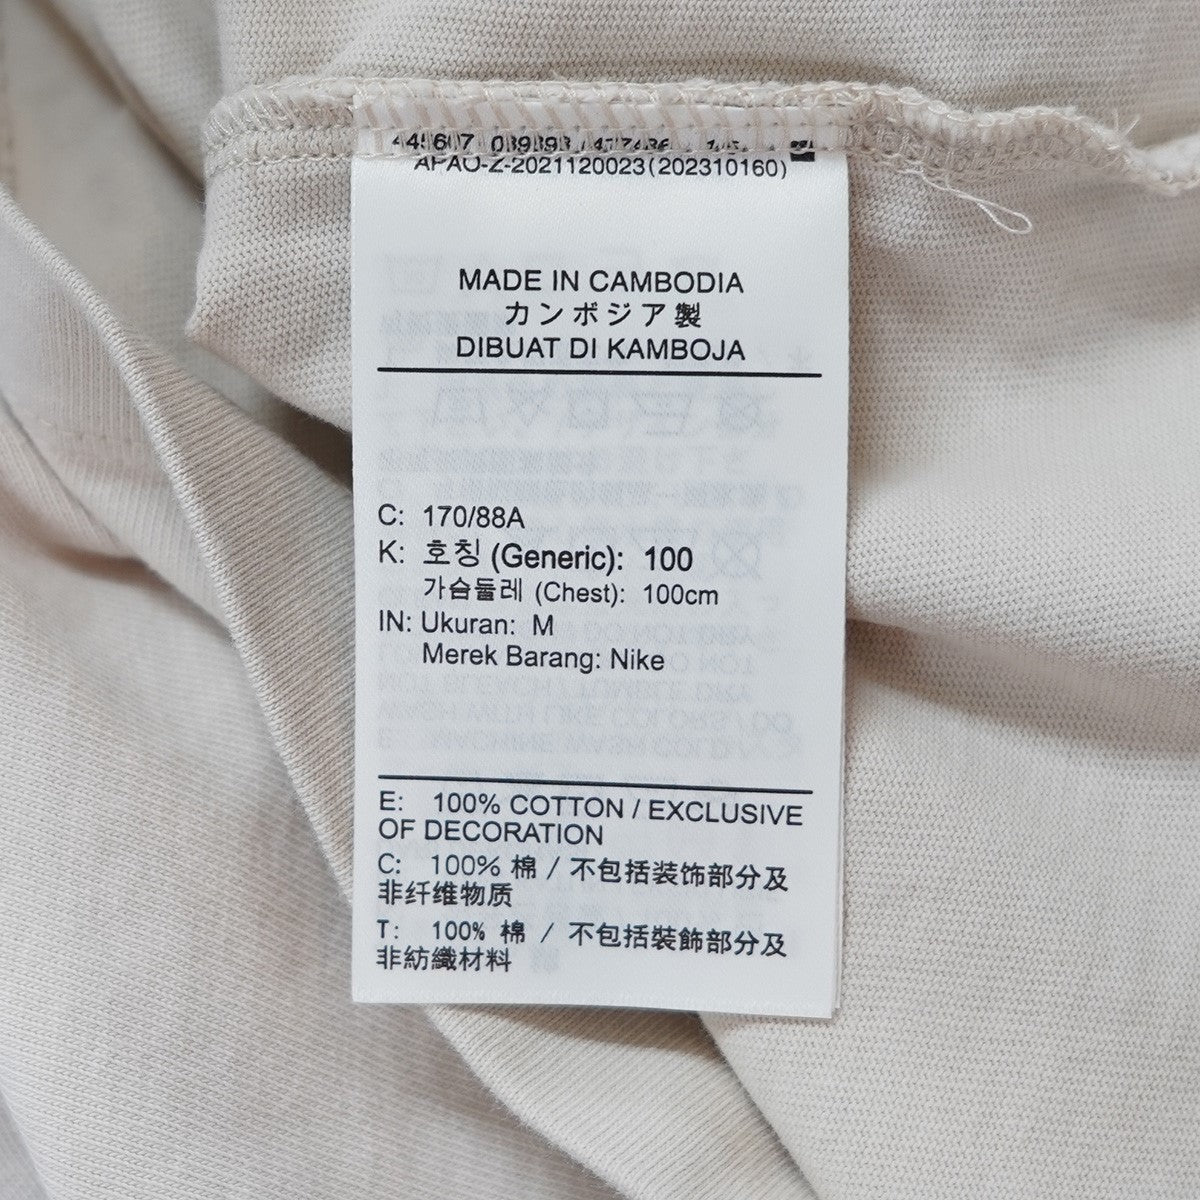 445607 039893
APAO-Z-2021120023(202310160)
MADE IN CAMBODIA
カンボジア製
DIBUAT DI KAMBOJA
C: 170/88A
K: 호칭 (Generic): 100
가슴둘레 (Chest): 100cm
IN: Ukuran: M
Merek Barang: Nike
E: 100% COTTON / EXCLUSIVE
OF DECORATION
C: 100% 棉 / 不包括装饰部分及
非纤维物质
T: 100% 棉 / 不包括裝飾部分及
非紡織材料